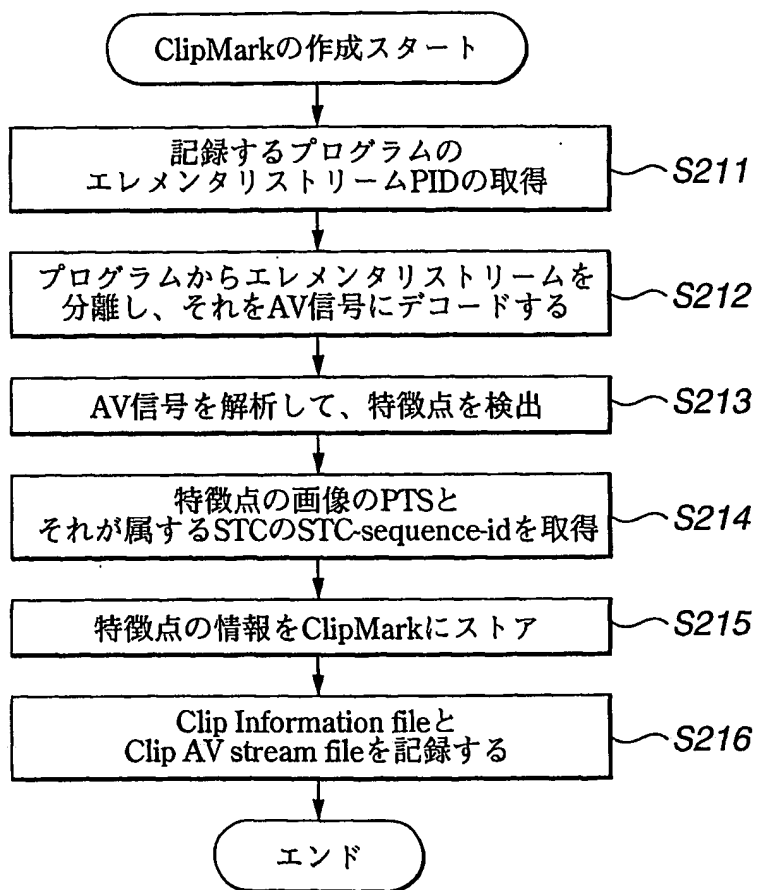 ClipMarkの作成スタート
記録するプログラムの
エレメンタリストリームPIDの取得
S211
プログラムからエレメンタリストリームを
分離し、それをAV信号にデコードする
S212
AV信号を解析して、特徴点を検出
S213
特徴点の画像のPTSと
それが属するSTCのSTC-sequence-idを取得
S214
特徴点の情報をClipMarkにストア
S215
Clip Information fileと
Clip AV stream fileを記録する
S216
エンド